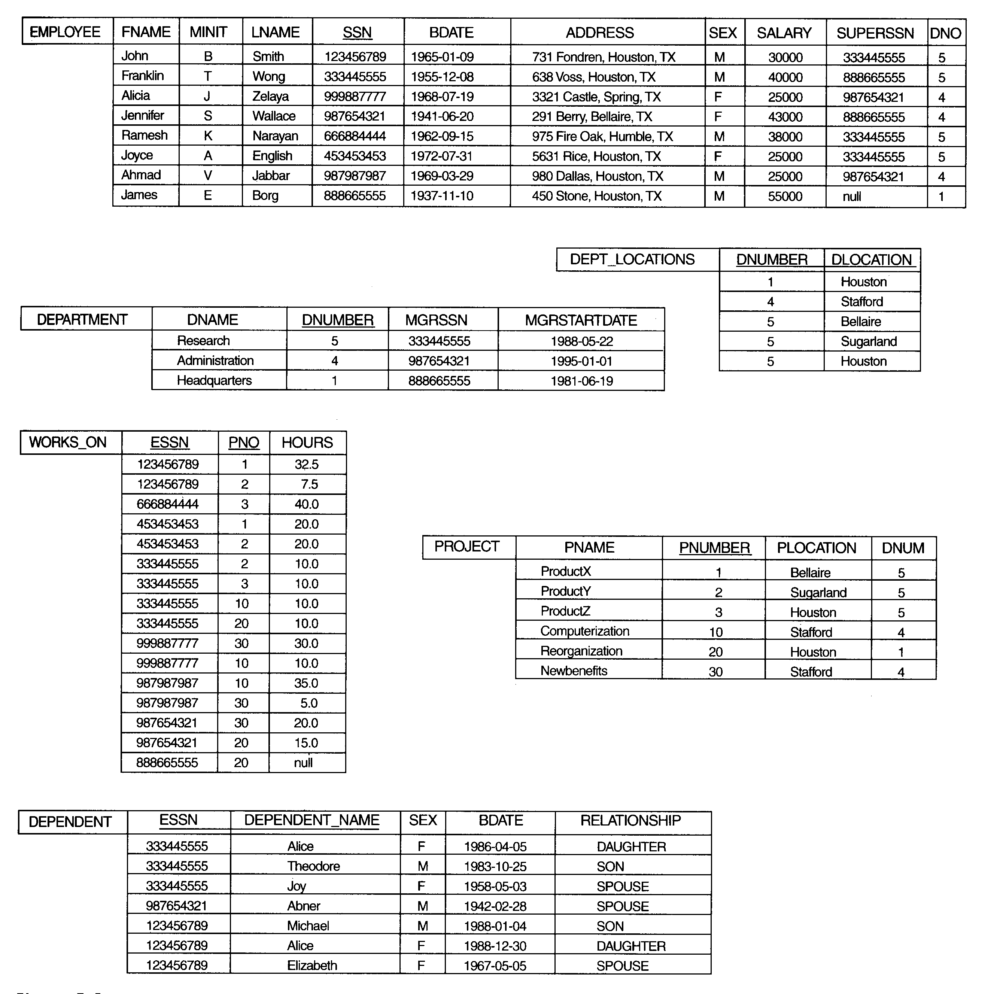 EMPLOYEE FNAME MINIT LNAME SSN BDATE ADDRESS SEX SALARY SUPERSSN DNO
John B Smith 123456789 1965-01-09 731 Fondren, Houston, TX M 30000 333445555 5
Franklin T Wong 333445555 1955-12-08 638 Voss, Houston, TX M 40000 888665555 5
Alicia J Zelaya 999887777 1968-07-19 3321 Castle, Spring, TX F 25000 987654321 4
Jennifer S Wallace 987654321 1941-06-20 291 Berry, Bellaire, TX F 43000 888665555 4
Ramesh K Narayan 666884444 1962-09-15 975 Fire Oak, Humble, TX M 38000 333445555 5
Joyce A English 453453453 1972-07-31 5631 Rice, Houston, TX F 25000 333445555 5
Ahmad V Jabbar 987987987 1969-03-29 980 Dallas, Houston, TX M 25000 987654321 4
James E Borg 888665555 1937-11-10 450 Stone, Houston, TX M 55000 null 1
DEPT_LOCATIONS DNUMBER DLOCATION
1 Houston
4 Stafford
5 Bellaire
5 Sugarland
5 Houston
DEPARTMENT DNAME DNUMBER MGRSSN MGRSTARTDATE
Research 5 333445555 1988-05-22
Administration 4 987654321 1995-01-01
Headquarters 1 888665555 1981-06-19
WORKS_ON ESSN PNO HOURS
123456789 1 32.5
123456789 2 7.5
666884444 3 40.0
453453453 1 20.0
453453453 2 20.0
333445555 2 10.0
333445555 3 10.0
333445555 10 10.0
333445555 20 10.0
999887777 30 30.0
999887777 10 10.0
987987987 10 35.0
987987987 30 5.0
987654321 30 20.0
987654321 20 15.0
888665555 20 null
PROJECT PNAME PNUMBER PLOCATION DNUM
ProductX 1 Bellaire 5
ProductY 2 Sugarland 5
ProductZ 3 Houston 5
Computerization 10 Stafford 4
Reorganization 20 Houston 1
Newbenefits 30 Stafford 4
DEPENDENT ESSN DEPENDENT_NAME SEX BDATE RELATIONSHIP
333445555 Alice F 1986-04-05 DAUGHTER
333445555 Theodore M 1983-10-25 SON
333445555 Joy F 1958-05-03 SPOUSE
987654321 Abner M 1942-02-28 SPOUSE
123456789 Michael M 1988-01-04 SON
123456789 Alice F 1988-12-30 DAUGHTER
123456789 Elizabeth F 1967-05-05 SPOUSE